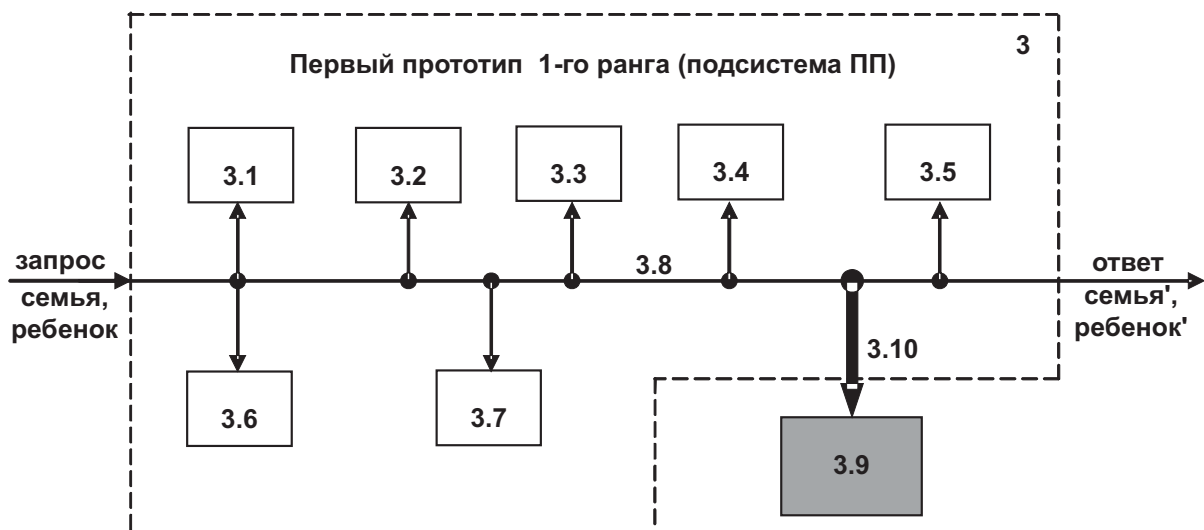 3
Первый прототип 1-го ранга (подсистема ПП)
3.1
3.2
3.3
3.4
3.5
запрос
семья,
ребенок
3.8
ответ
семья',
ребенок'
3.10
3.6
3.7
3.9